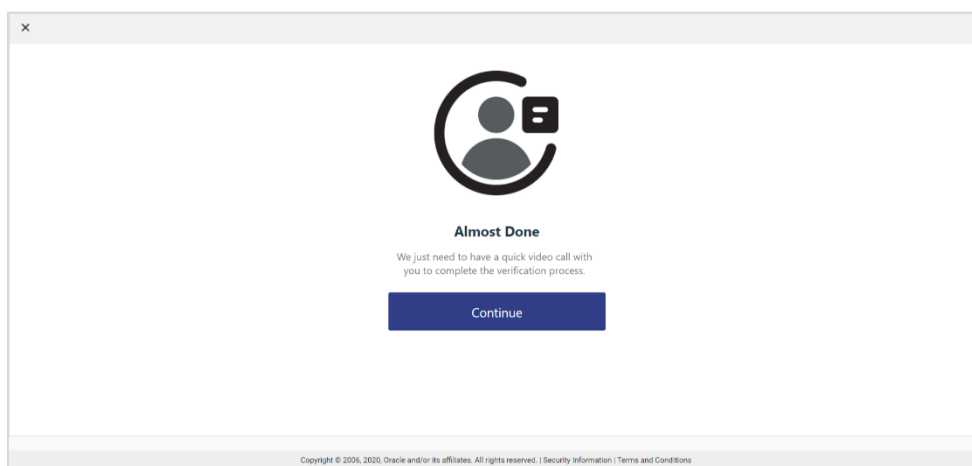 Almost Done
We just need to have a quick video call with
you to complete the verification process.
Continue
Copyright © 2006, 2020, Oracle and/or its affiliates. All rights reserved. | Security Information | Terms and Conditions